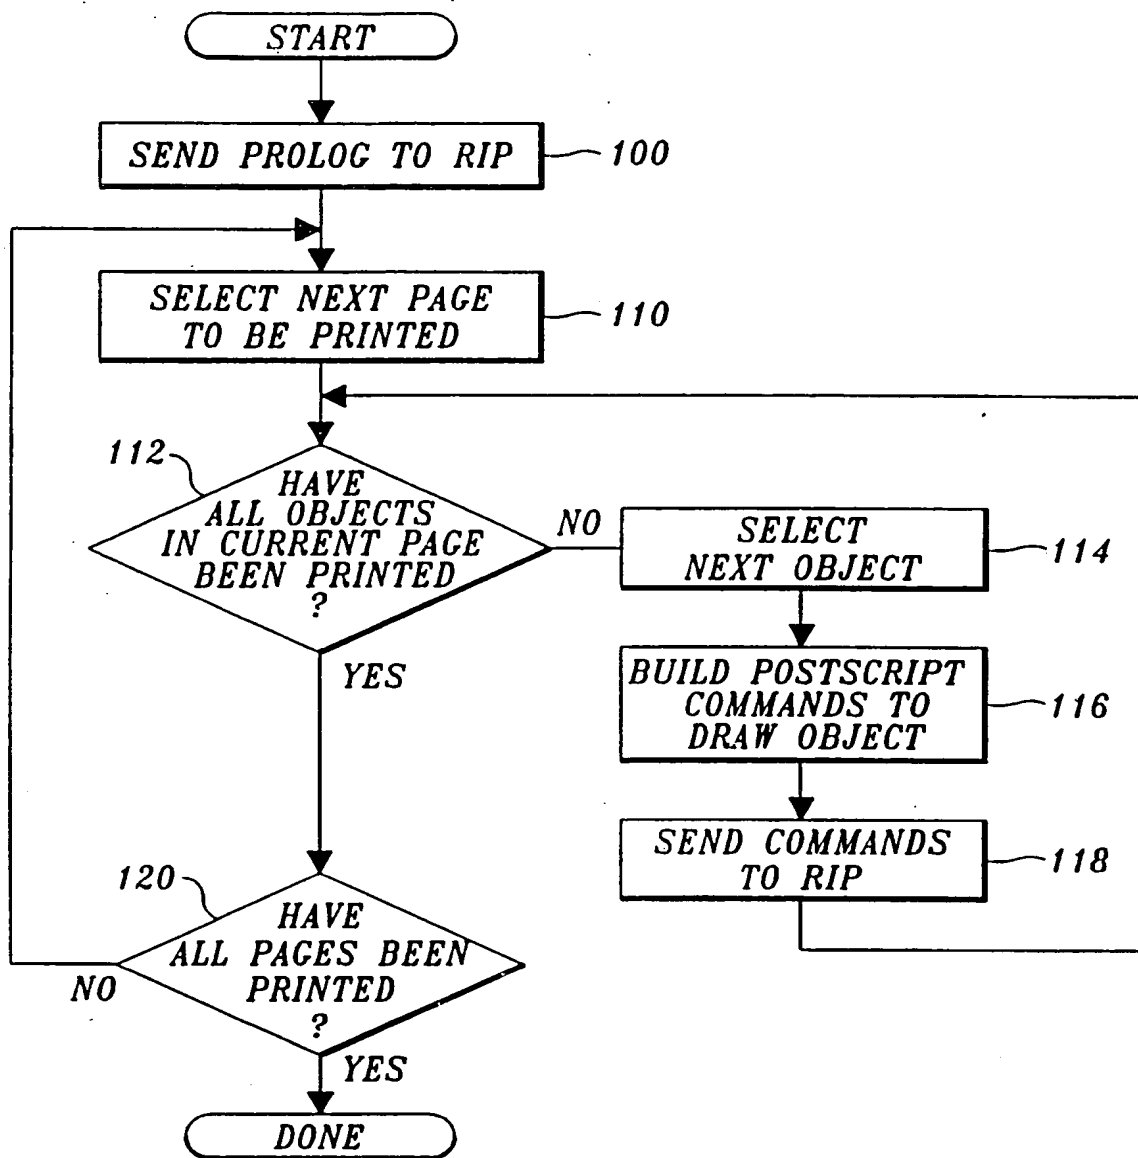 START
SEND PROLOG TO RIP
100
SELECT NEXT PAGE
TO BE PRINTED
110
112
HAVE
ALL OBJECTS
IN CURRENT PAGE
BEEN PRINTED
?
NO
YES
SELECT
NEXT OBJECT
114
BUILD POSTSCRIPT
COMMANDS TO
DRAW OBJECT
116
SEND COMMANDS
TO RIP
118
120
HAVE
ALL PAGES BEEN
PRINTED
?
NO
YES
DONE